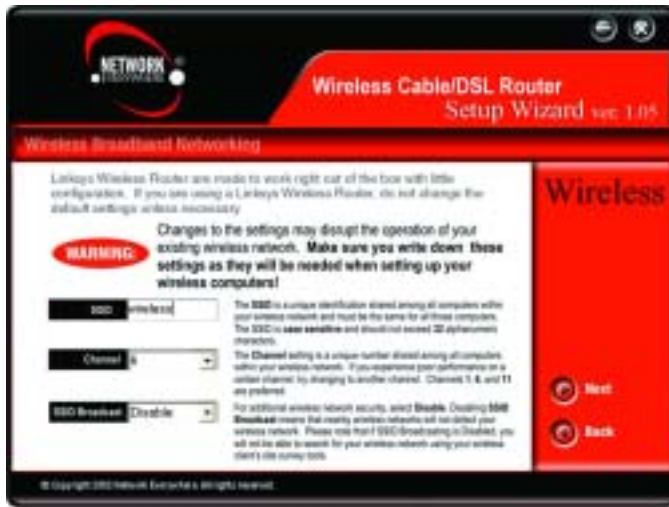 NETWORK
EVERYWHERE
Wireless Cable/DSL Router
Setup Wizard ver: 1.05
Wireless Broadband Networking
Linksys Wireless Router are made to work right out of the box with little
configuration. If you are using a Linksys Wireless Router, do not change the
default settings unless necessary
Wireless
WARNING:
Changes to the settings may disrupt the operation of your
existing wireless network. Make sure you write down these
settings as they will be needed when setting up your
wireless computers!
SSID wireless
The SSID is a unique identification shared among all computers within
your wireless network and must be the same for all those computers.
The SSID is case sensitive and should not exceed 32 alphanumeric
characters.
Channel 6
The Channel setting is a unique number shared among all computers
within your wireless network. If you experience poor performance on a
certain channel try changing to another channel. Channels 1, 6, and 11
are preferred.
SSID Broadcast Disable
For additional wireless network security, select Disable. Disabling SSID
Broadcast means that nearby wireless networks will not detect your
wireless network. Please note that if SSID Broadcasting is Disabled, you
will not be able to search for your wireless network using your wireless
client's site survey tools.
Next
Back
© Copyright 2002 Network Everywhere. All rights reserved.